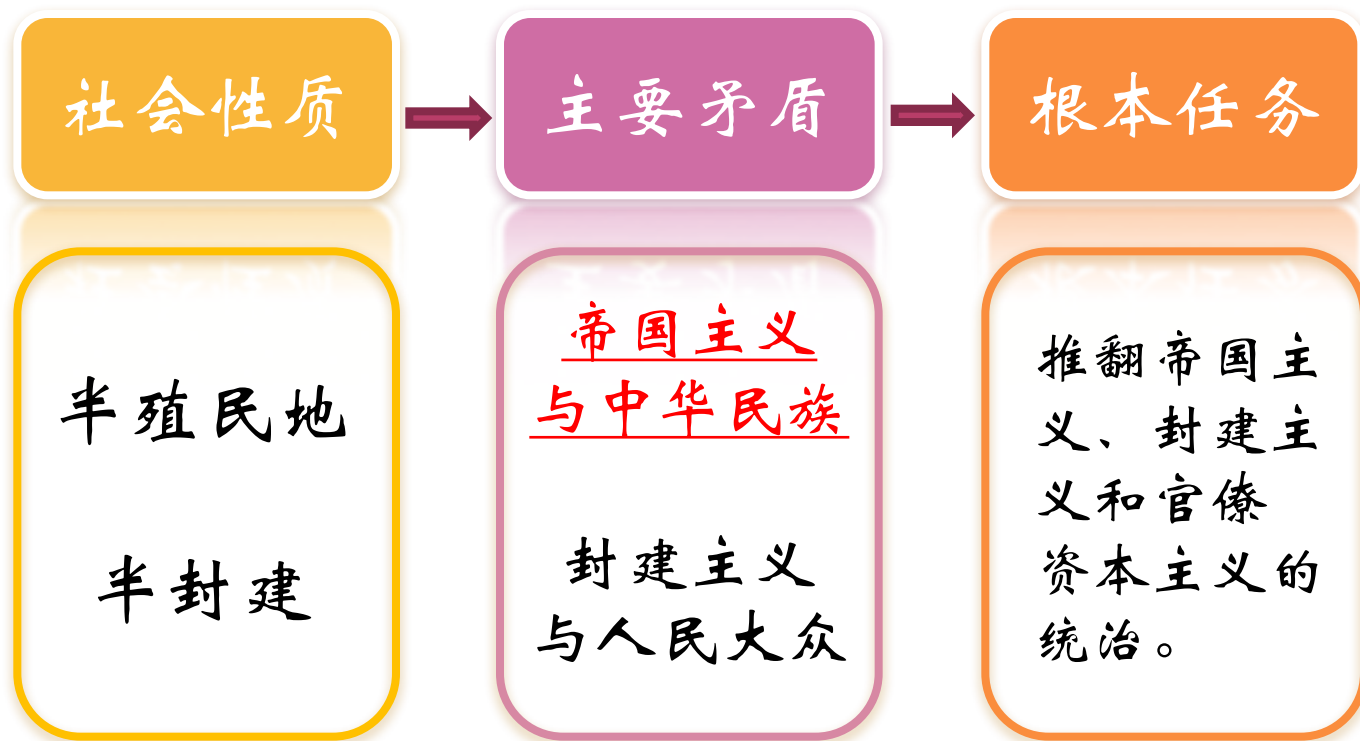 社会性质
主要矛盾
根本任务
半殖民地
半封建
帝国主义
与中华民族
封建主义
与人民大众
推翻帝国主
义、封建主
义和官僚
资本主义的
统治。